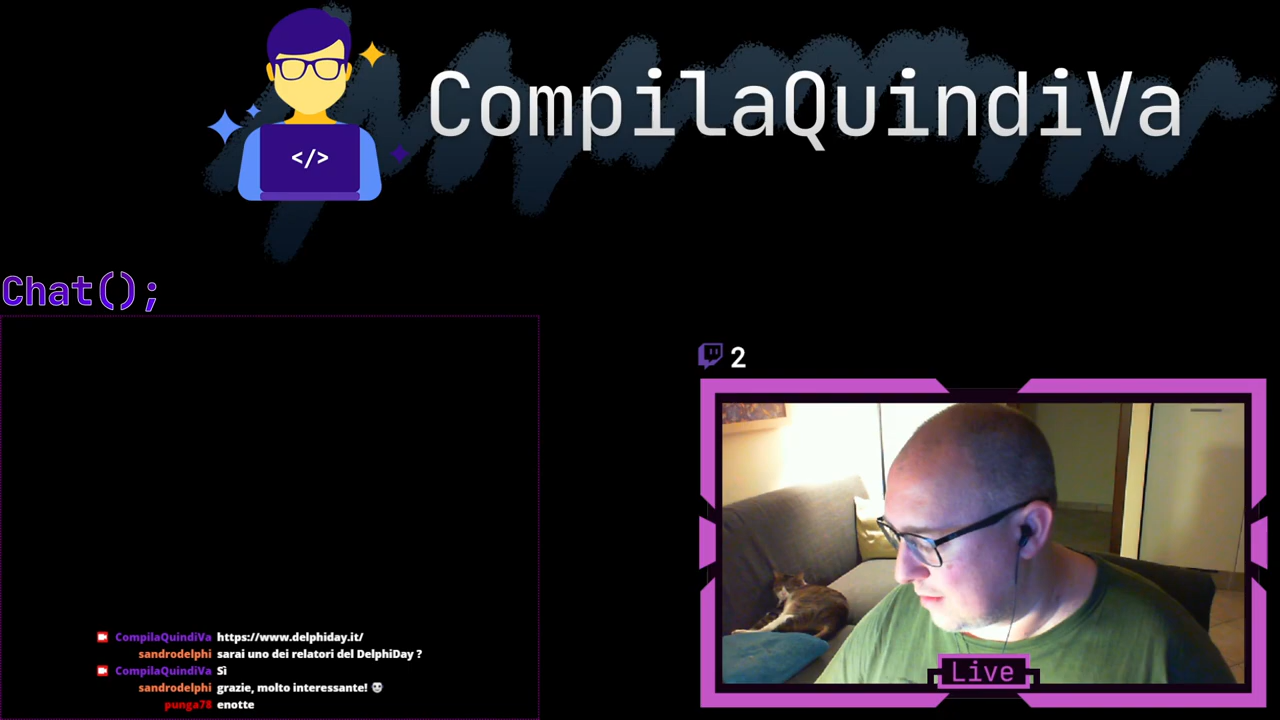 </>
CompilaQuindiVa
Chat();
2
CompilaQuindiVa https://www.delphiday.it/
sandrodelphi sarai uno dei relatori del DelphiDay ?
CompilaQuindiVa Sì
sandrodelphi grazie, molto interessante! 💀
punga78 enotte
Live